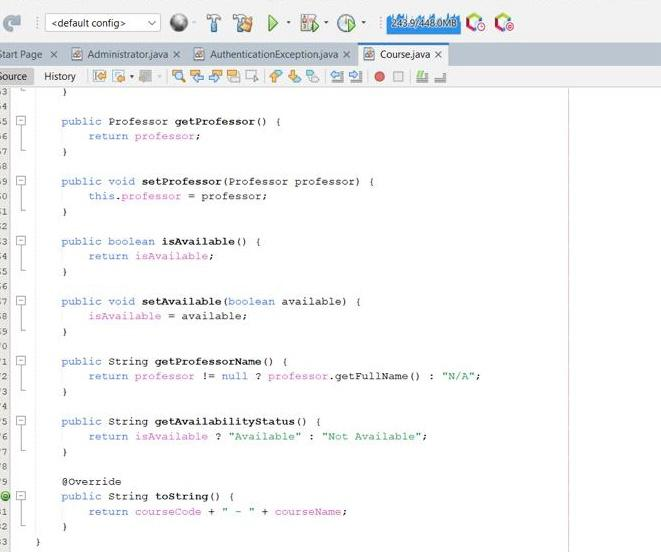 <default config>
243.9/448.0MB
Start Page Administrator.java AuthenticationException.java Course.java
Source History
}
public Professor getProfessor() {
return professor;
}
public void setProfessor(Professor professor) {
this.professor = professor;
}
public boolean isAvailable() {
return isAvailable;
}
public void setAvailable(boolean available) {
isAvailable = available;
}
public String getProfessorName() {
return professor != null ? professor.getFullName() : "N/A";
}
public String getAvailabilityStatus() {
return isAvailable ? "Available" : "Not Available";
}
@Override
public String toString() {
return courseCode + " - " + courseName;
}
}